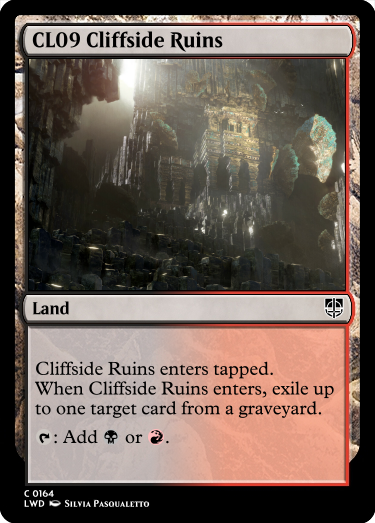 CL09 Cliffside Ruins
Land
Cliffside Ruins enters tapped.
When Cliffside Ruins enters, exile up
to one target card from a graveyard.
: Add or .
C 0164
LWD Silvia Pasqualetto